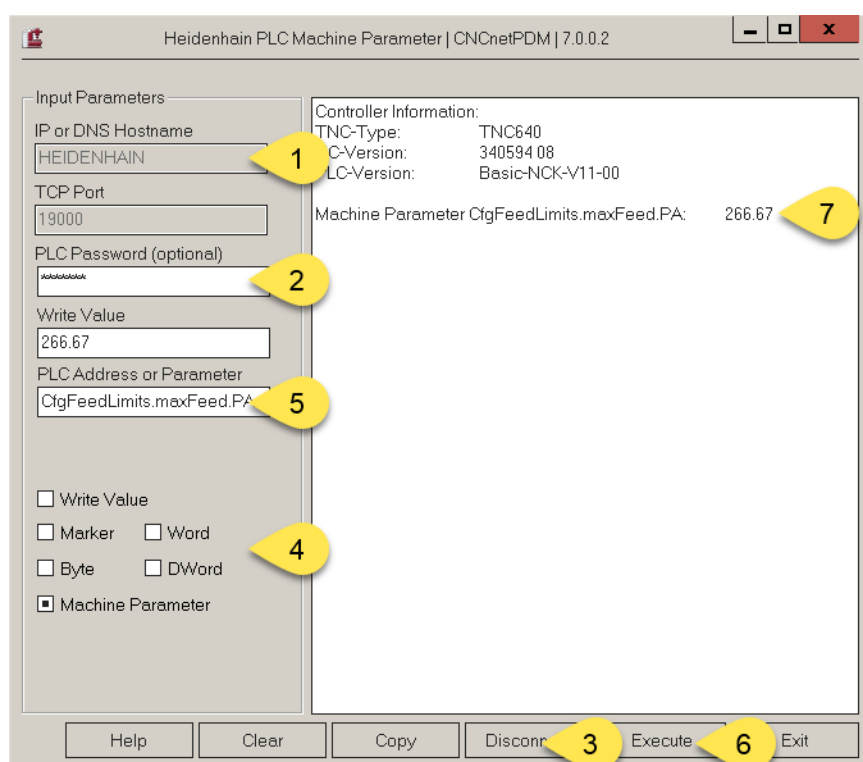 Heidenhain PLC Machine Parameter | CNCnetPDM | 7.0.0.2
Input Parameters
IP or DNS Hostname
HEIDENHAIN
1
TCP Port
19000
PLC Password (optional)
********
2
Write Value
266.67
PLC Address or Parameter
CfgFeedLimits.maxFeed.PA
5
Write Value
Marker Word
4
Byte DWord
Machine Parameter
Controller Information:
TNC-Type: TNC640
C-Version: 340594 08
LC-Version: Basic-NCK-V11-00
Machine Parameter CfgFeedLimits.maxFeed.PA: 266.67
7
Help Clear Copy Disconn 3 Execute 6 Exit